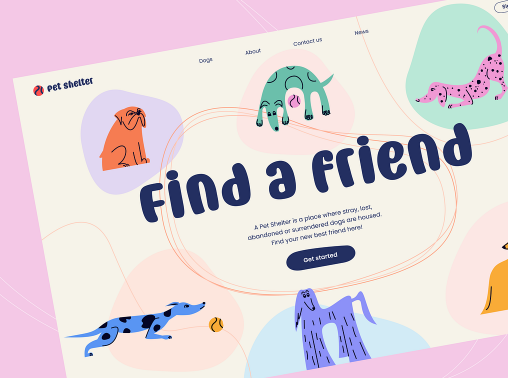 pet shelter
Dogs
About
Contact us
News
Find a friend
A Pet Shelter is a place where stray, lost,
abandoned or surrendered dogs are housed.
Find your new best friend here!
Get started